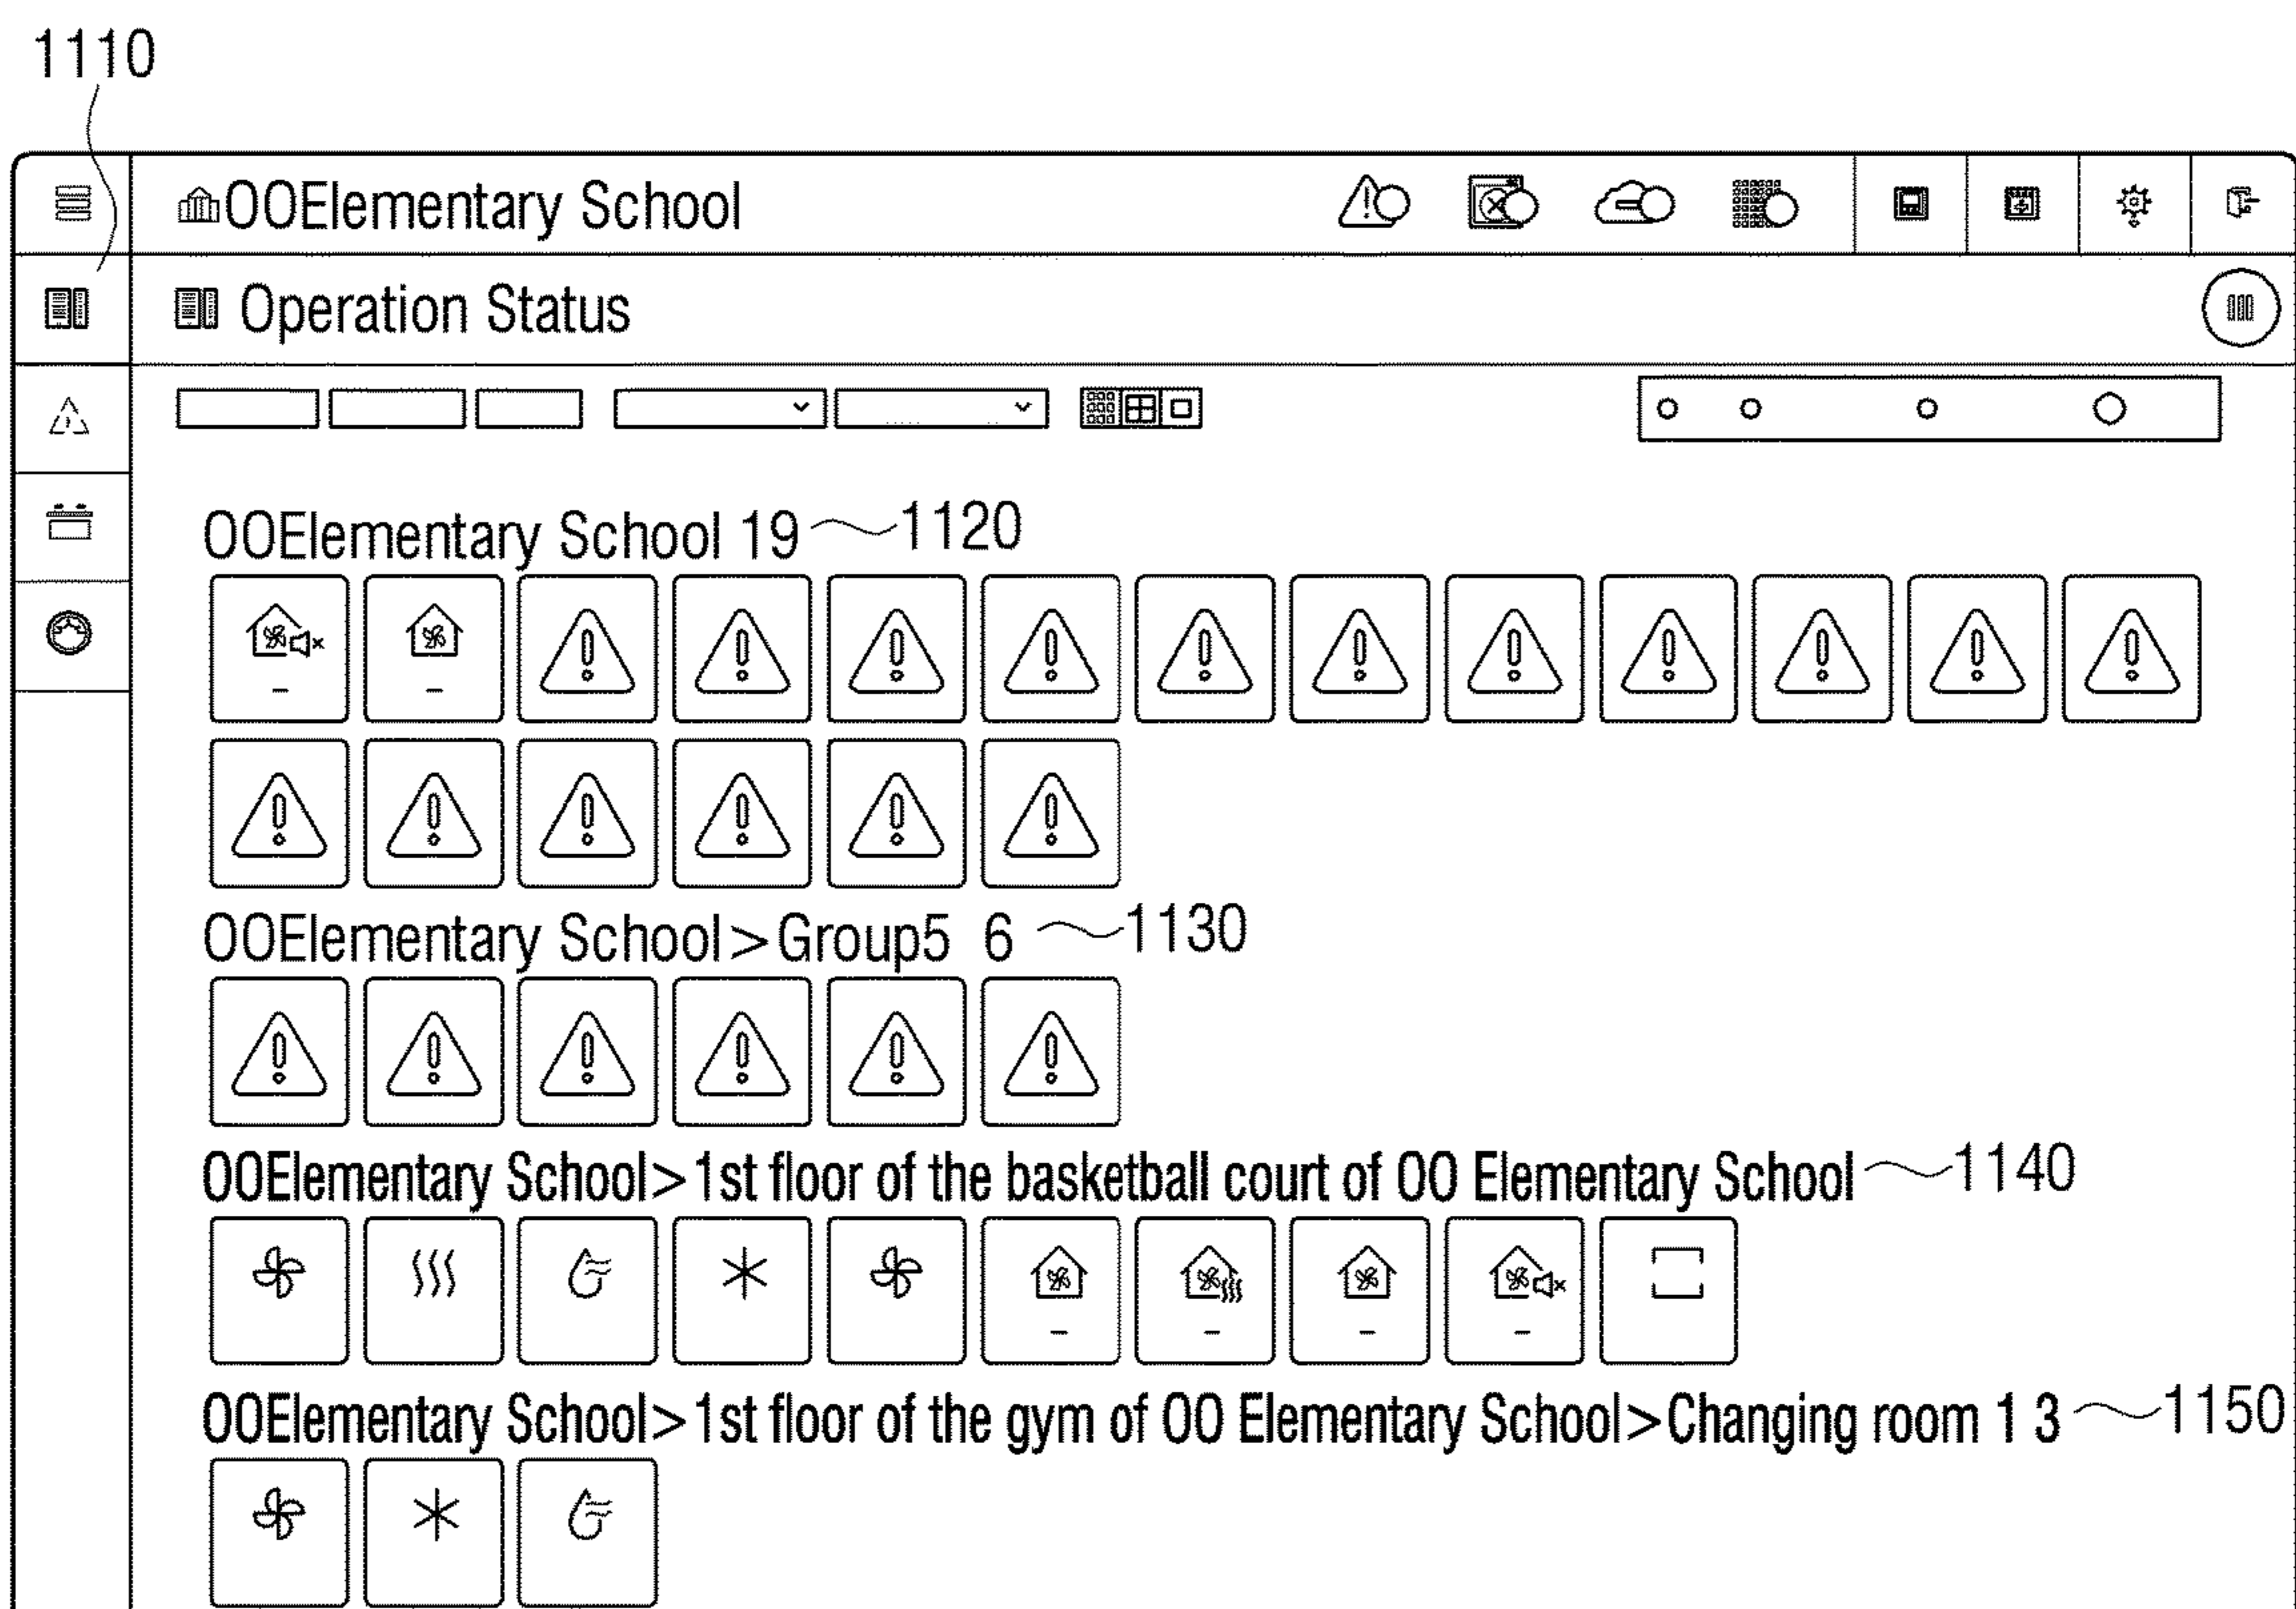 1110
OOElementary School
Operation Status
OOElementary School 19 1120
OOElementary School>Group5 6 1130
OOElementary School>1st floor of the basketball court of OO Elementary School 1140
OOElementary School>1st floor of the gym of OO Elementary School>Changing room 1 3 1150